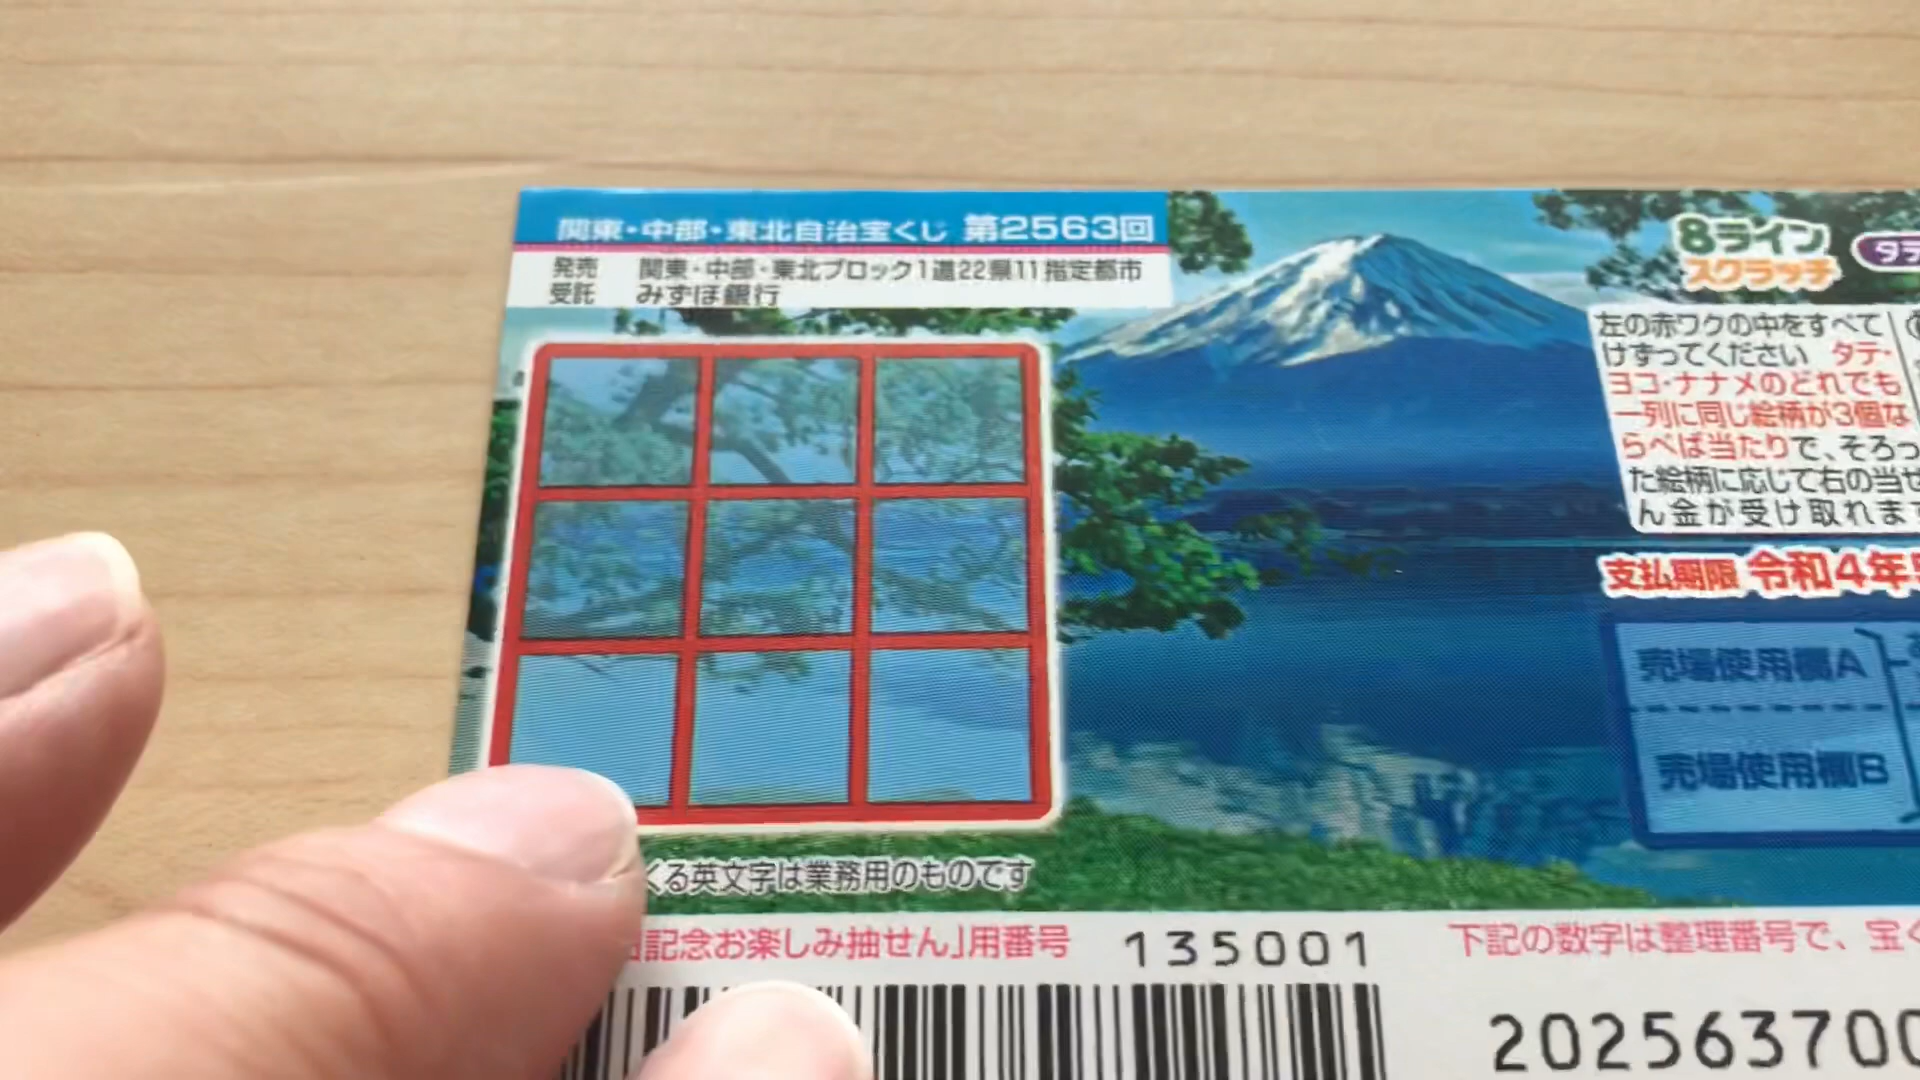 関東・中部・東北自治宝くじ 第2563回
発売 関東・中部・東北ブロック1道22県11指定都市
受託 みずほ銀行
8ライン
スクラッチ
タテ
左の赤ワクの中をすべて
けずってください タテ・
ヨコ・ナナメのどれでも
一列に同じ絵柄が3個な
らべば当たりで、そろっ
た絵柄に応じて右の当せ
ん金が受け取れます
支払期限 令和4年
売場使用欄A
売場使用欄B
くる英文字は業務用のものです
記念お楽しみ抽せん」用番号 135001
下記の数字は整理番号で、宝く
202563700